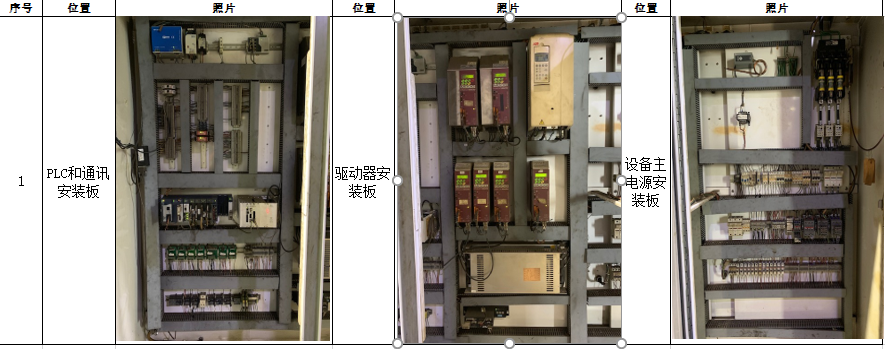 序号 位置 照片 位置 照片 位置 照片
1
PLC和通讯
安装板
驱动器安
装板
设备主
电源安
装板